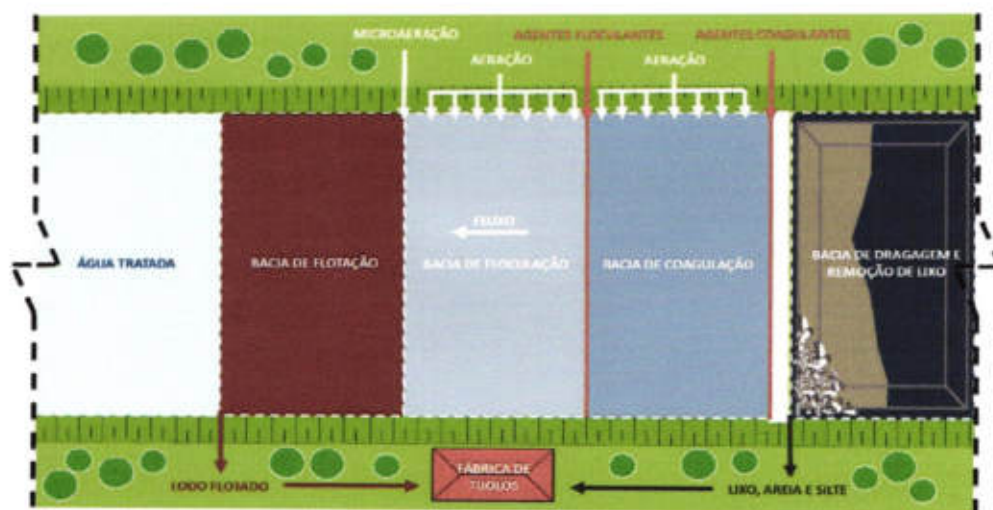 MICROAERAÇÃO
AGENTES FLOCULANTES
AGENTES COAGULANTES
AERAÇÃO
AERAÇÃO
FLUXO
ÁGUA TRATADA
BACIA DE FLOTAÇÃO
BACIA DE FLOCULAÇÃO
BACIA DE COAGULAÇÃO
BACIA DE DRAGAGEM E
REMOÇÃO DE LIXO
LODO FLOTADO
FÁBRICA DE
TIJOLOS
LIXO, AREIA E SILTE